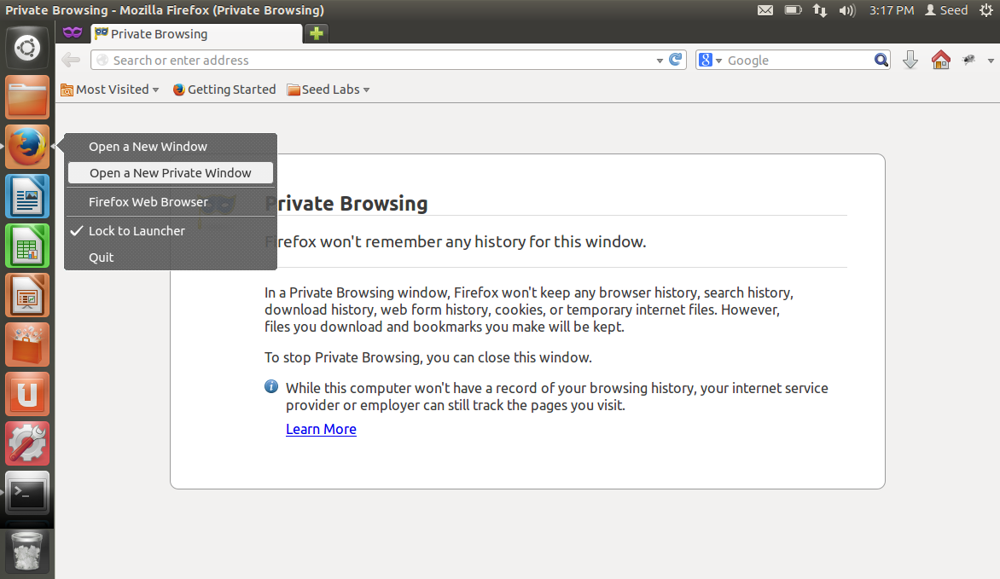 Private Browsing - Mozilla Firefox (Private Browsing)
3:17 PM
Seed
Private Browsing
Search or enter address
Google
Most Visited
Getting Started
Seed Labs
Open a New Window
Open a New Private Window
Firefox Web Browser
Lock to Launcher
Quit
Private Browsing
Firefox won't remember any history for this window.
In a Private Browsing window, Firefox won't keep any browser history, search history,
download history, web form history, cookies, or temporary internet files. However,
files you download and bookmarks you make will be kept.
To stop Private Browsing, you can close this window.
While this computer won't have a record of your browsing history, your internet service
provider or employer can still track the pages you visit.
Learn More